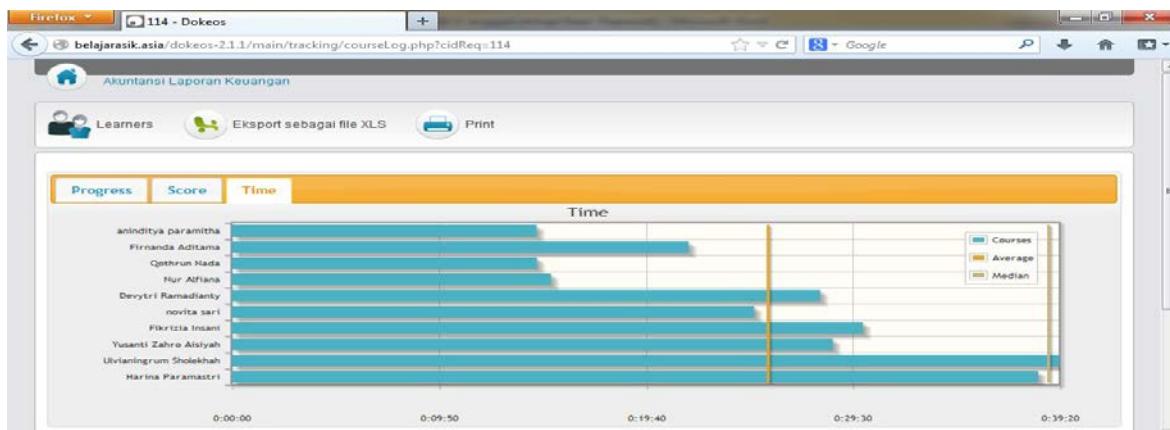 Firefox
114 - Dokeos
belajarasik.asia/dokeos-2.1.1/main/tracking/courseLog.php?cidReq=114
Google
Akuntansi Laporan Keuangan
Learners
Eksport sebagai file XLS
Print
Progress
Score
Time
Time
aninditya paramitha
Firnanda Aditama
Qothrun Nada
Nur Alfiana
Devytri Ramadianty
novita sari
Fikrizia Insani
Yusanti Zahro Aisiyah
Ulvianingrum Sholekhah
Harina Paramastri
Courses
Average
Median
0:00:00
0:09:50
0:19:40
0:29:30
0:39:20